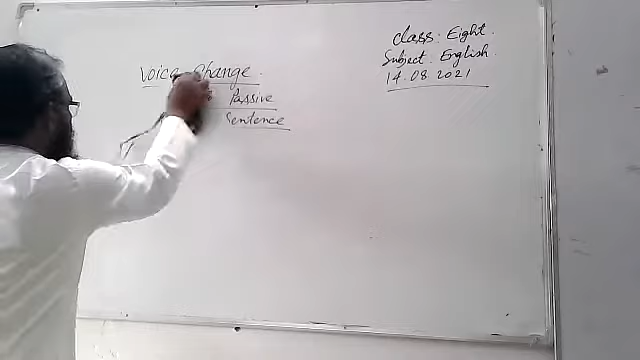 Voice Change.
Passive
Sentence
Class: Eight.
Subject: English.
14.08.2021